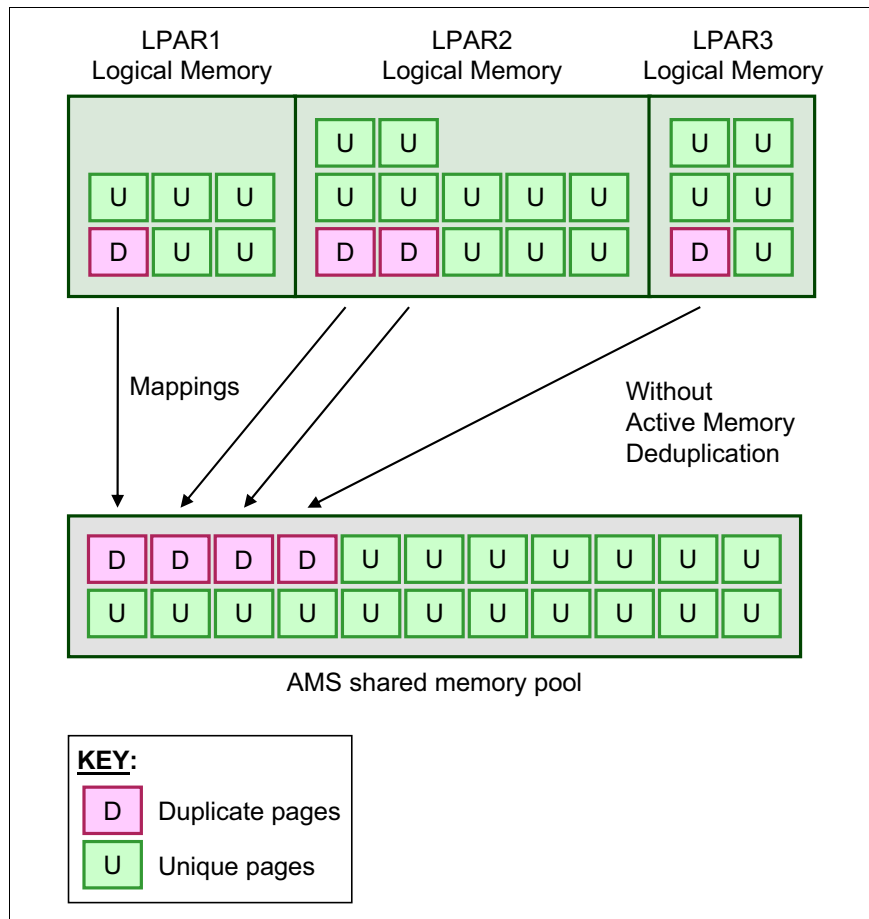 LPAR1
Logical Memory
LPAR2
Logical Memory
LPAR3
Logical Memory
U U
U U
U U U
U U U U U
U U
D U U
D D U U U
D U
Mappings
Without
Active Memory
Deduplication
D D D D U U U U U U U
U U U U U U U U U U U
AMS shared memory pool
KEY:
D Duplicate pages
U Unique pages